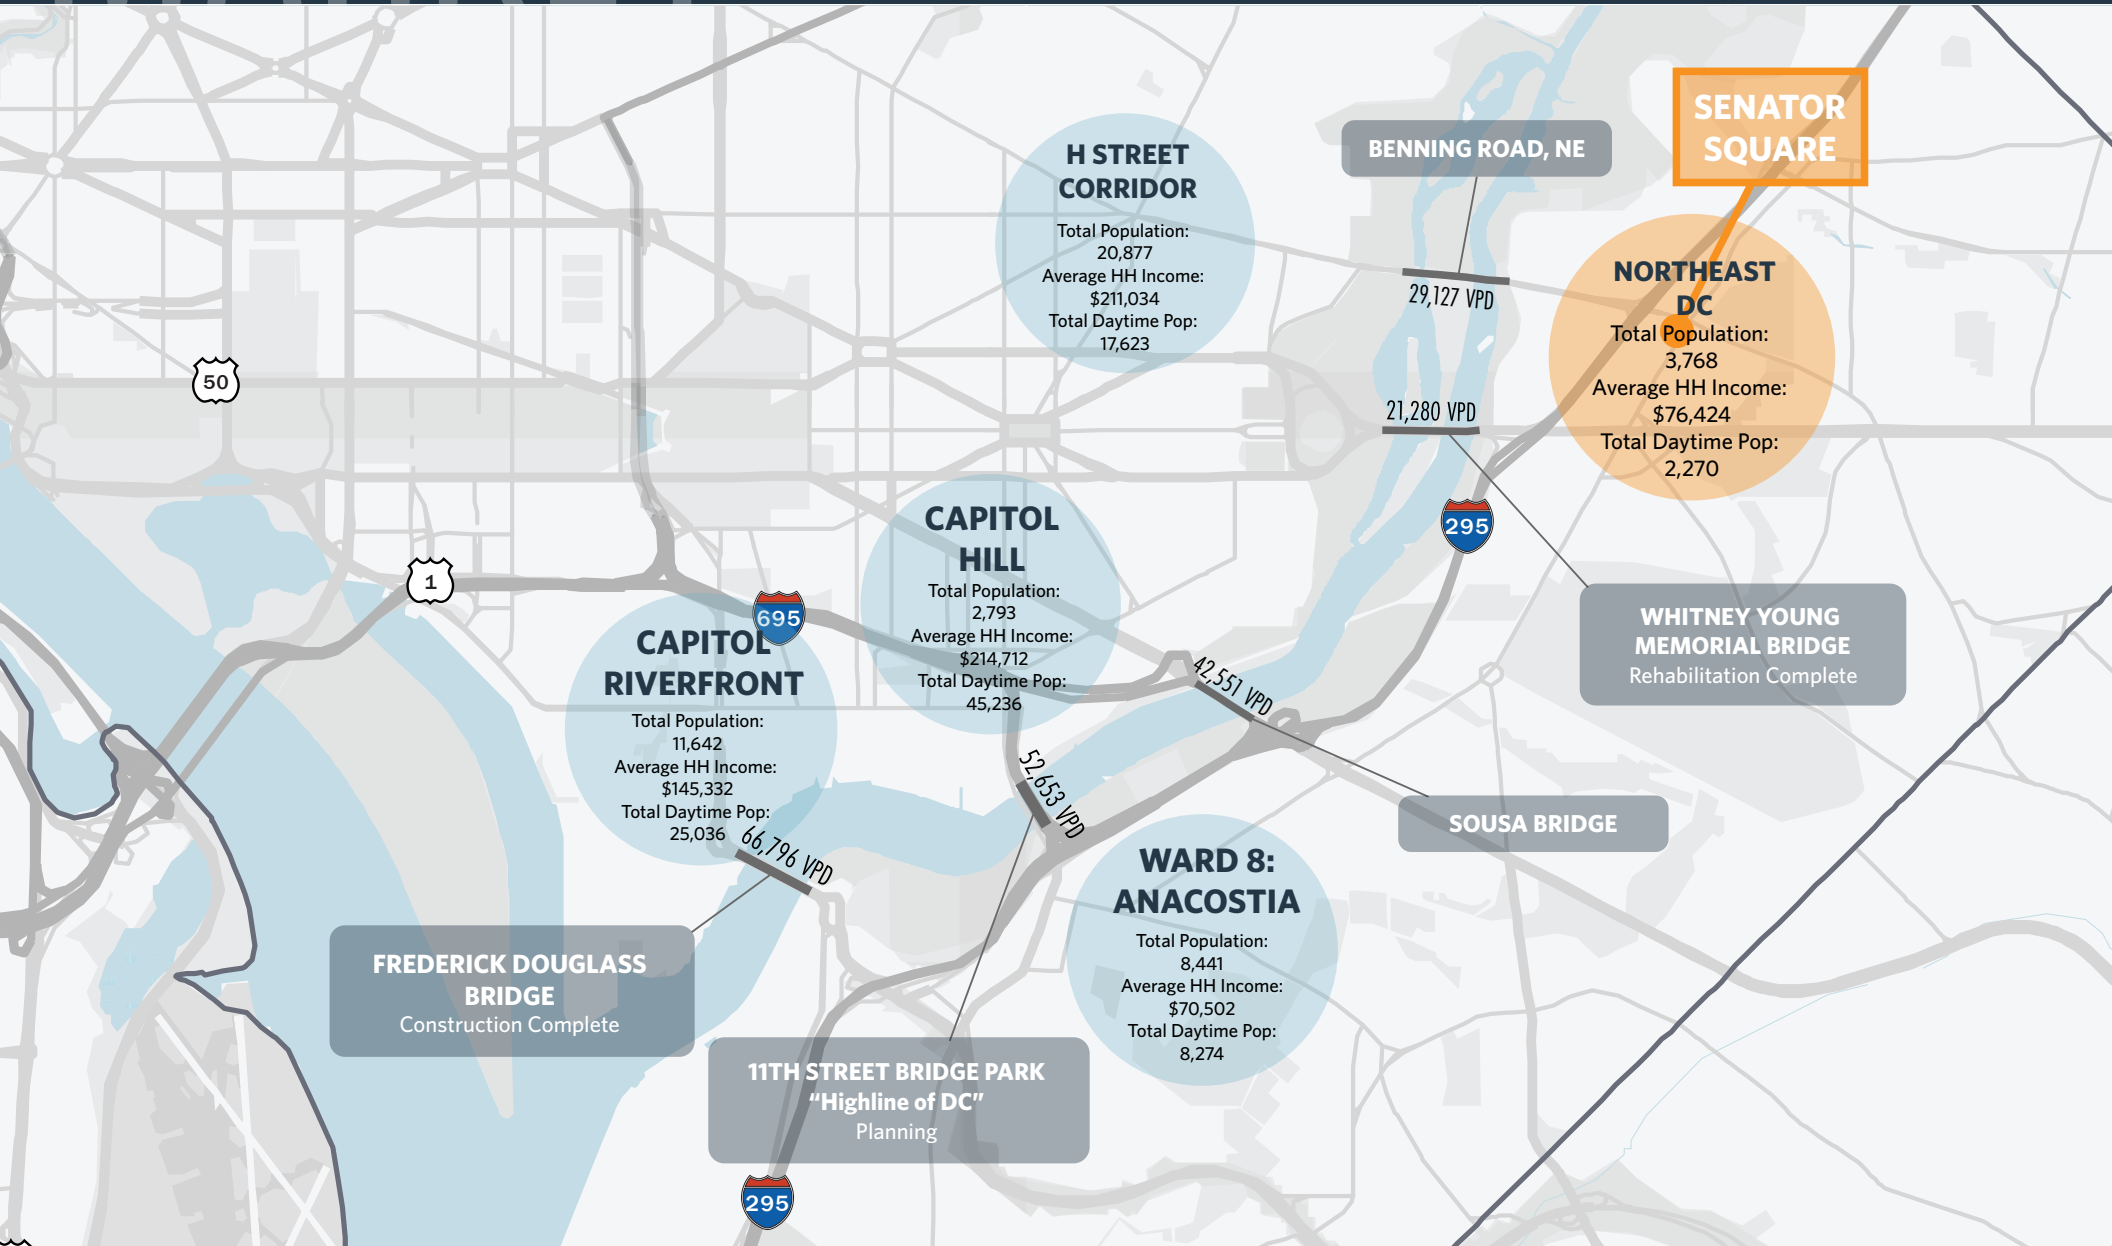 SENATOR
SQUARE
BENNING ROAD, NE
29,127 VPD
H STREET
CORRIDOR
Total Population:
20,877
Average HH Income:
$211,034
Total Daytime Pop:
17,623
NORTHEAST
DC
Total Population:
3,768
Average HH Income:
$76,424
Total Daytime Pop:
2,270
50
21,280 VPD
295
1
695
CAPITOL
HILL
Total Population:
2,793
Average HH Income:
$214,712
Total Daytime Pop:
45,236
WHITNEY YOUNG
MEMORIAL BRIDGE
Rehabilitation Complete
CAPITOL
RIVERFRONT
Total Population:
11,642
Average HH Income:
$145,332
Total Daytime Pop:
25,036
42,551 VPD
52,653 VPD
66,796 VPD
SOUSA BRIDGE
WARD 8:
ANACOSTIA
Total Population:
8,441
Average HH Income:
$70,502
Total Daytime Pop:
8,274
FREDERICK DOUGLASS
BRIDGE
Construction Complete
11TH STREET BRIDGE PARK
“Highline of DC”
Planning
295